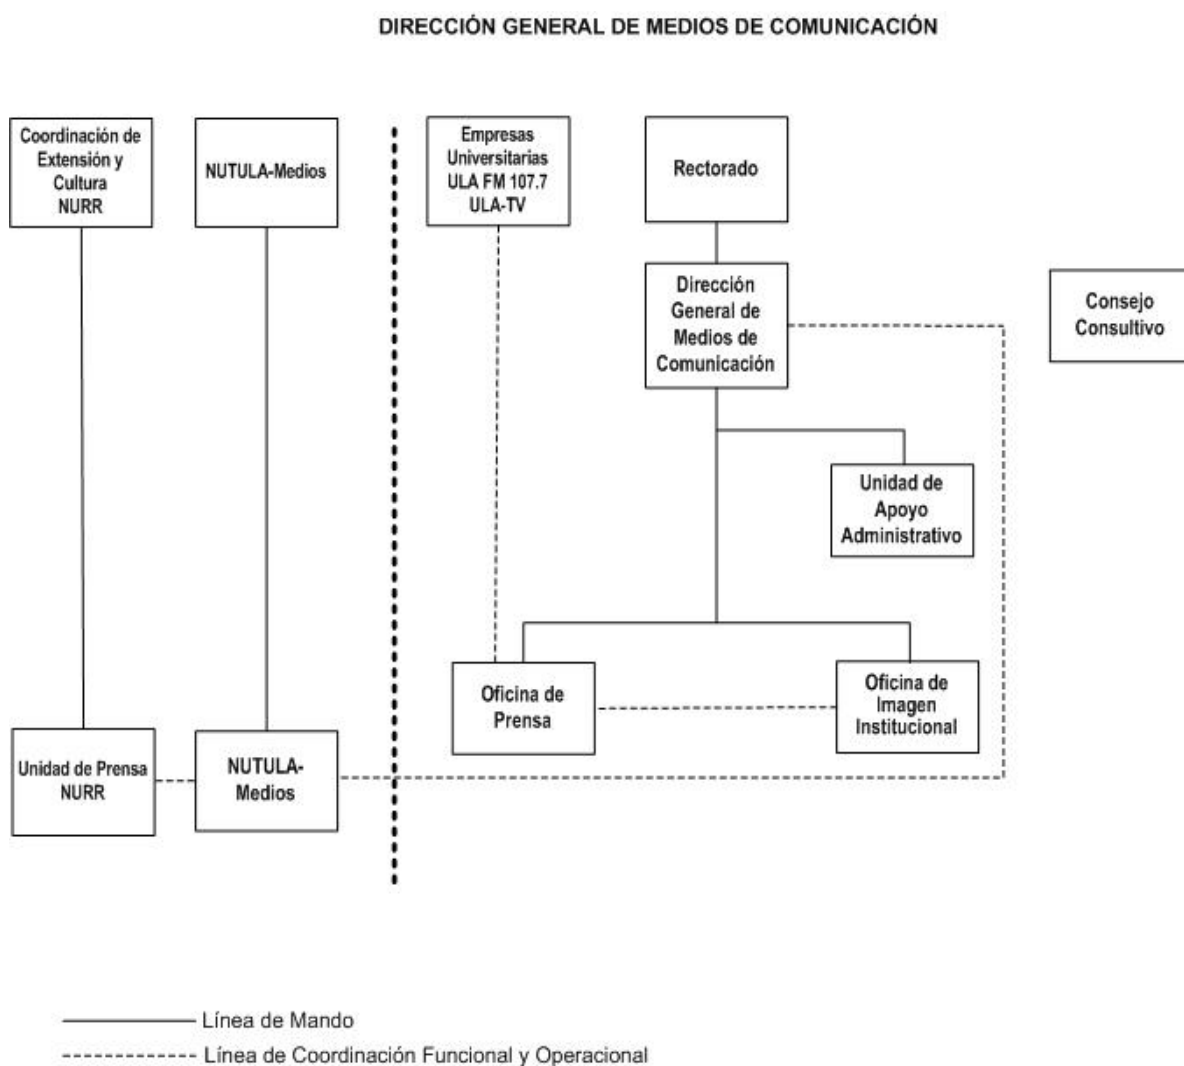 DIRECCIÓN GENERAL DE MEDIOS DE COMUNICACIÓN
Coordinación de
Extensión y
Cultura
NURR
NUTULA-Medios
Empresas
Universitarias
ULA FM 107.7
ULA-TV
Rectorado
Dirección
General de
Medios de
Comunicación
Consejo
Consultivo
Unidad de
Apoyo
Administrativo
Oficina de
Prensa
Oficina de
Imagen
Institucional
Unidad de Prensa
NURR
NUTULA-
Medios
Línea de Mando
Línea de Coordinación Funcional y Operacional